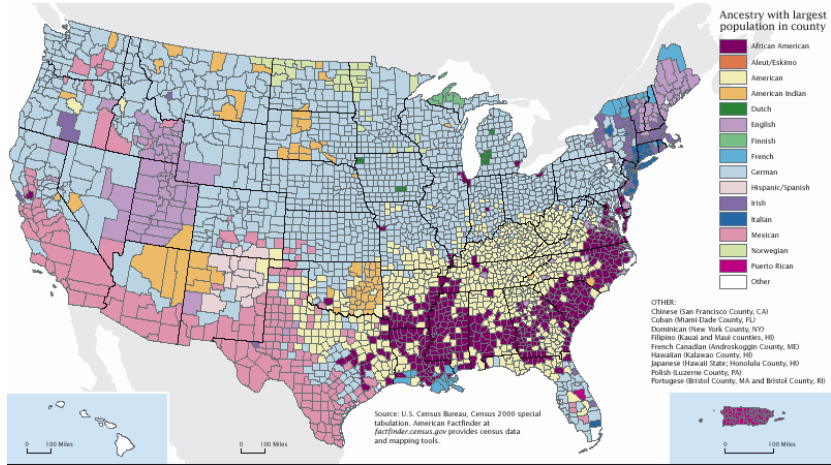 Ancestry with largest
population in county
African American
Aleut/Eskimo
American
American Indian
Dutch
English
Finnish
French
German
Hispanic/Spanish
Irish
Italian
Mexican
Norwegian
Puerto Rican
Other
OTHER:
Chinese (San Francisco County, CA)
Cuban (Miami-Dade County, FL)
Dominican (New York County, NY)
Filipino (Kauai and Maui counties, HI)
French Canadian (Androskoggin County, ME)
Hawaiian (Kalawao County, HI)
Japanese (Hawaii State; Honolulu County, HI)
Polish (Luzerne County, PA)
Portugese (Bristol County, MA and Bristol County, RI)
Source: U.S. Census Bureau, Census 2000 special
tabulation. American Factfinder at
factfinder.census.gov provides census data
and mapping tools.
0 100 Miles
0 100 Miles
0 100 Miles